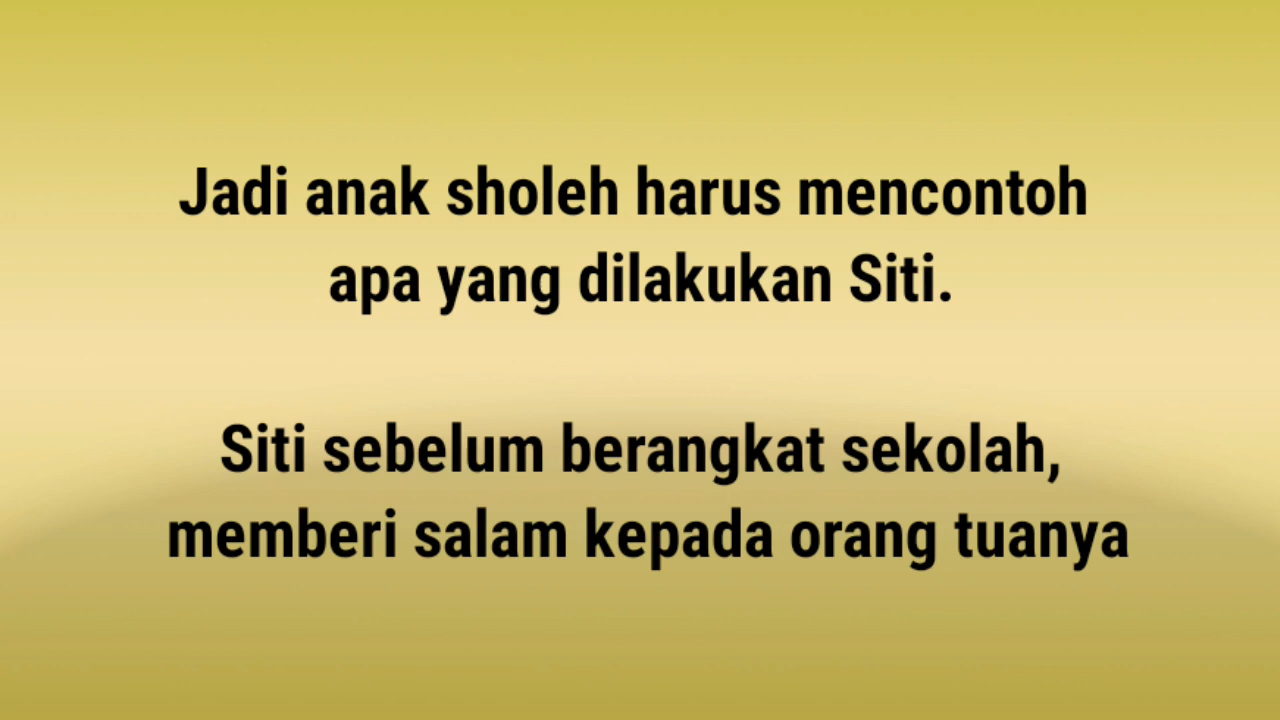 Jadi anak sholeh harus mencontoh
apa yang dilakukan Siti.
Siti sebelum berangkat sekolah,
memberi salam kepada orang tuanya